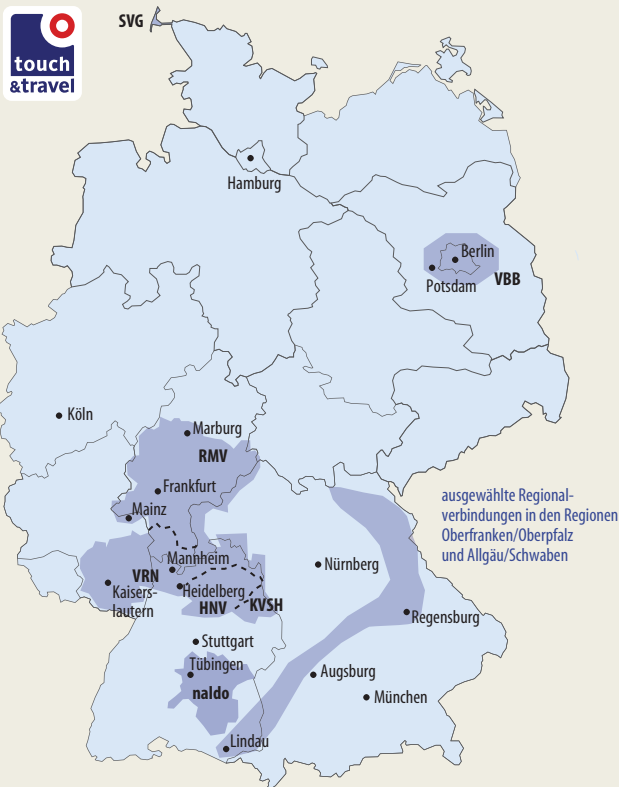 SVG
touch
&travel
Hamburg
Berlin
Potsdam
VBB
Köln
Marburg
RMV
Frankfurt
Mainz
ausgewählte Regional-
verbindungen in den Regionen
Oberfranken/Oberpfalz
und Allgäu/Schwaben
Mannheim
VRN
Kaisers-
lautern
Heidelberg
HNV
KVSH
Nürnberg
Regensburg
Stuttgart
Tübingen
naldo
Augsburg
München
Lindau